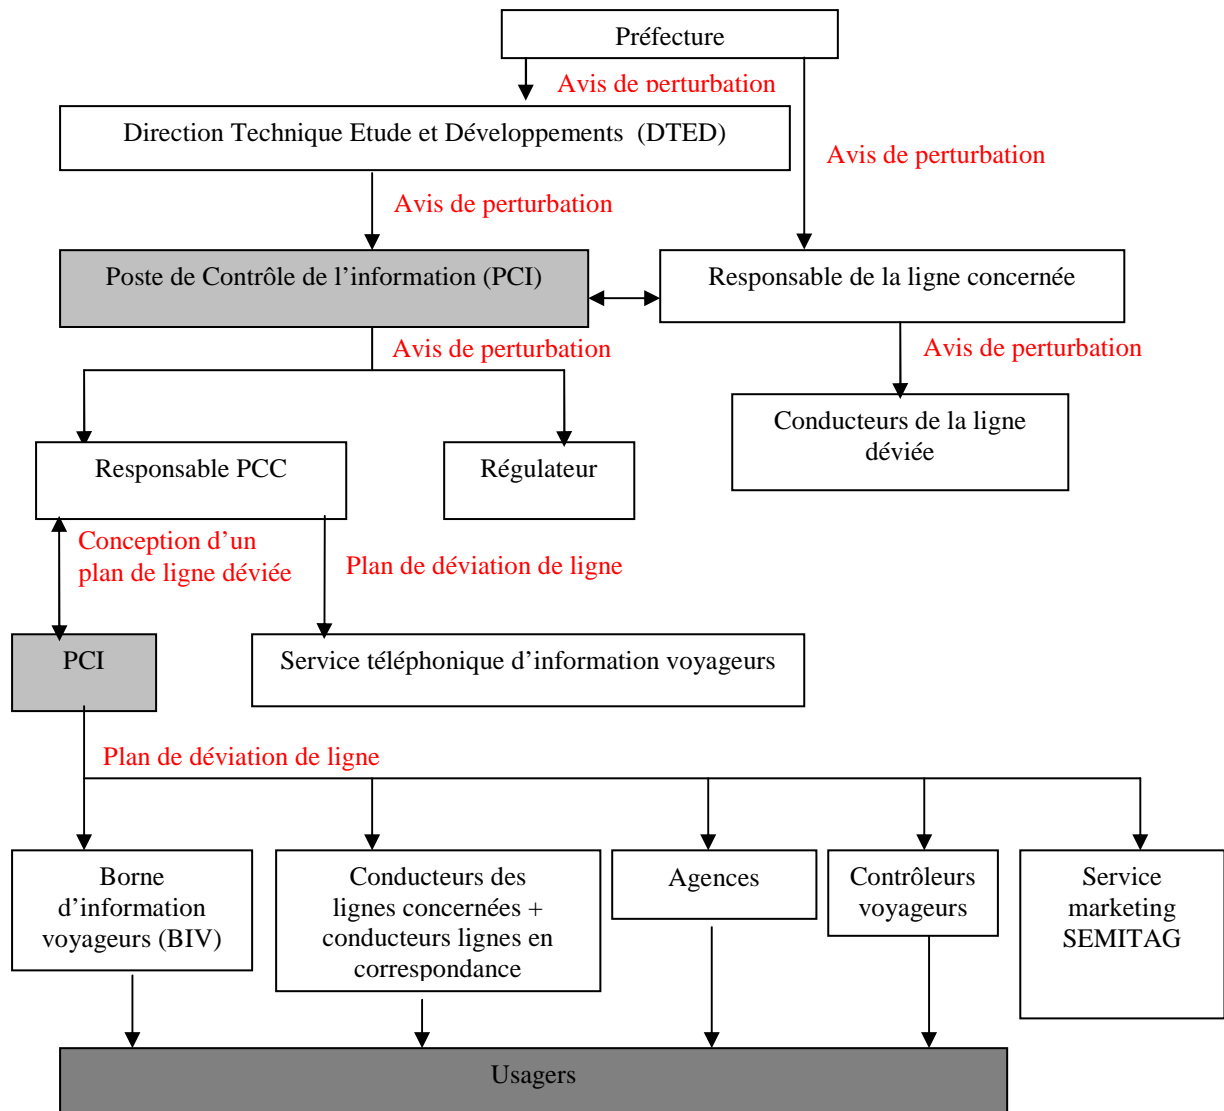 Préfecture
Avis de perturbation
Direction Technique Etude et Développements  (DTED)
Avis de perturbation
Avis de perturbation
Poste de Contrôle de l’information (PCI)
Responsable de la ligne concernée
Avis de perturbation
Avis de perturbation
Conducteurs de la ligne
déviée
Responsable PCC
Régulateur
Conception d’un
plan de ligne déviée
Plan de déviation de ligne
PCI
Service téléphonique d’information voyageurs
Plan de déviation de ligne
Borne
d’information
voyageurs (BIV)
Conducteurs des
lignes concernées +
conducteurs lignes en
correspondance
Agences
Contrôleurs
voyageurs
Service
marketing
SEMITAG
Usagers